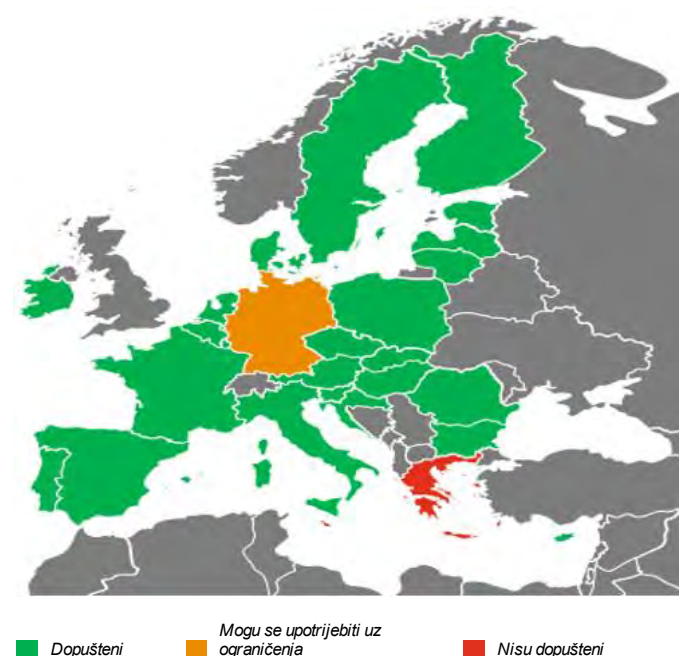 Dopušteni
Mogu se upotrijebiti uz
ograničenja
Nisu dopušteni